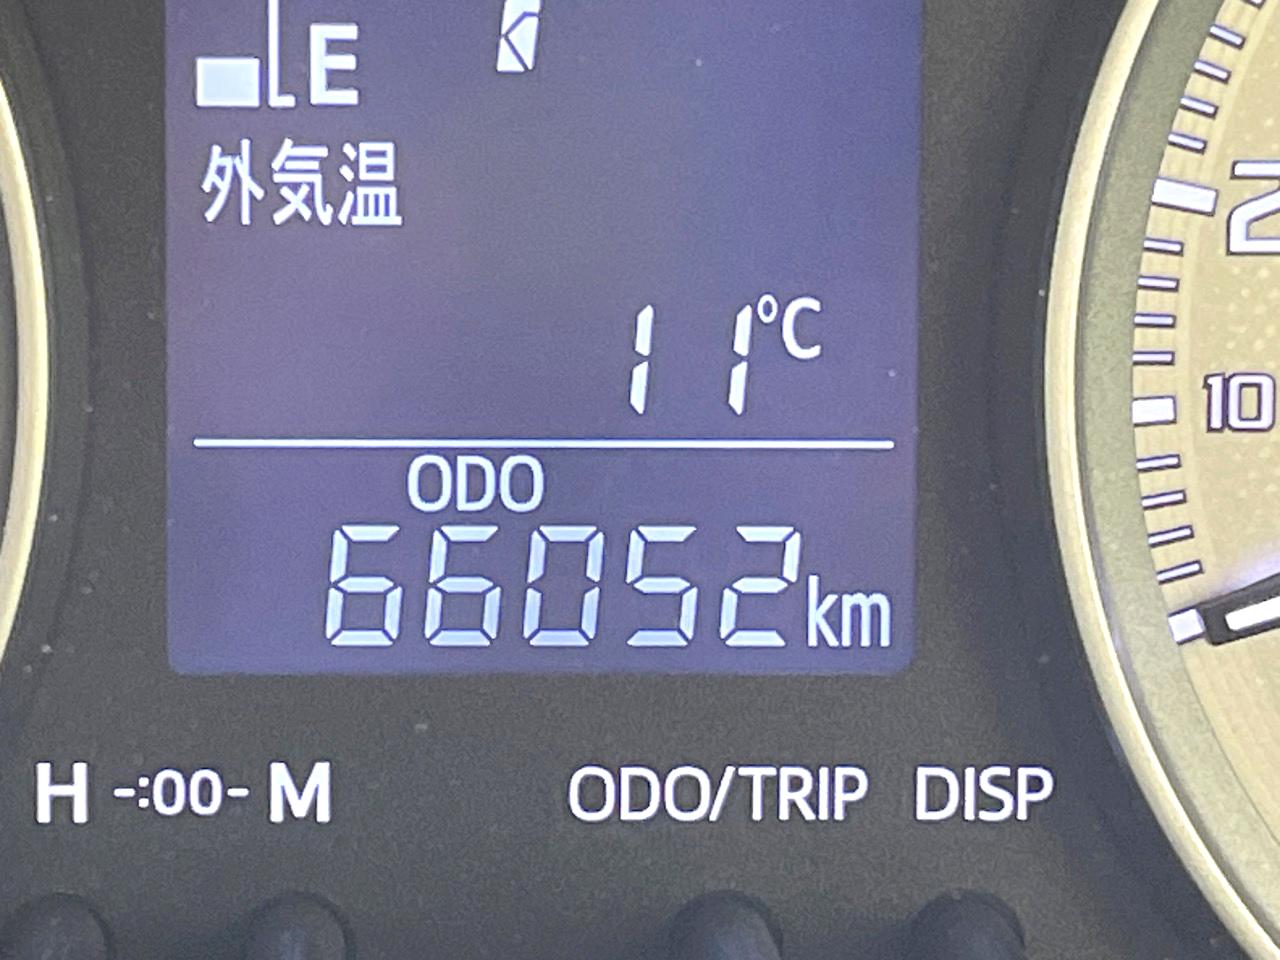 E
外気温
11°C
ODO
66052km
10
H -:00- M
ODO/TRIP DISP